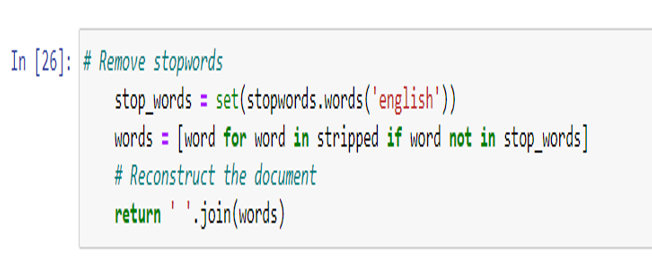 In [26]: # Remove stopwords
stop_words = set(stopwords.words('english'))
words = [word for word in stripped if word not in stop_words]
# Reconstruct the document
return ' '.join(words)